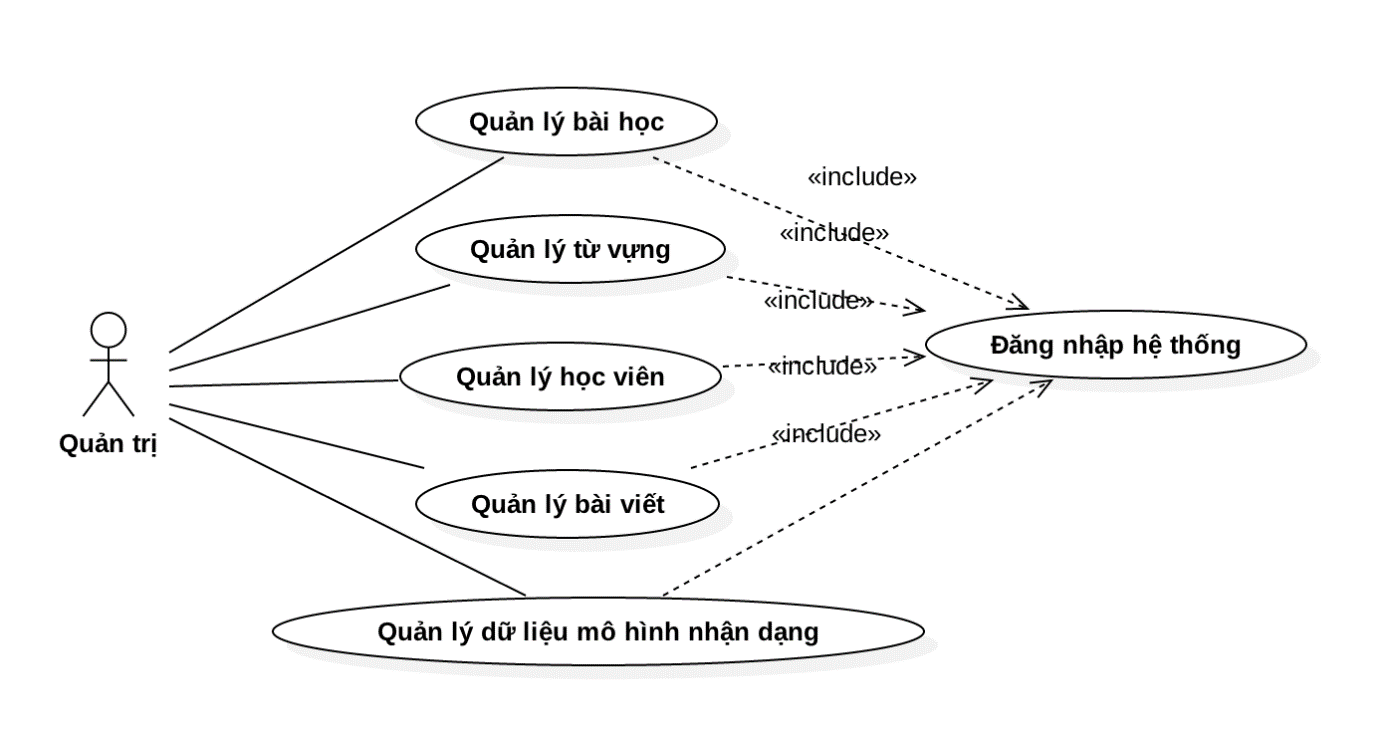 Quản lý bài học
«include»
«include»
Quản lý từ vựng
«include»
Đăng nhập hệ thống
«include»
Quản lý học viên
«include»
Quản trị
Quản lý bài viết
Quản lý dữ liệu mô hình nhận dạng